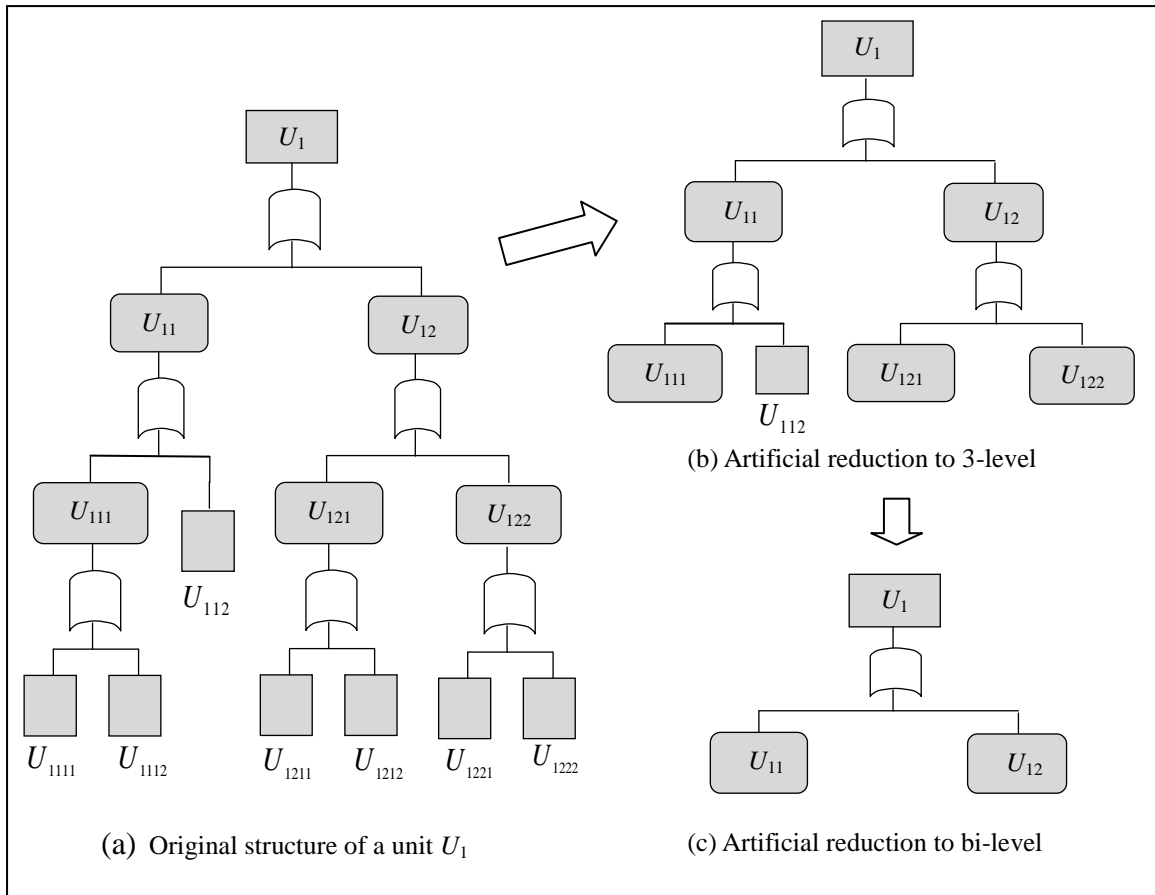 U₁
U₁₁ U₁₂
U₁₁₁ U₁₁₂ U₁₂₁ U₁₂₂
U₁₁₁₁ U₁₁₁₂ U₁₂₁₁ U₁₂₁₂ U₁₂₂₁ U₁₂₂₂
(a) Original structure of a unit U₁
U₁
U₁₁ U₁₂
U₁₁₁ U₁₁₂ U₁₂₁ U₁₂₂
(b) Artificial reduction to 3-level
U₁
U₁₁ U₁₂
(c) Artificial reduction to bi-level